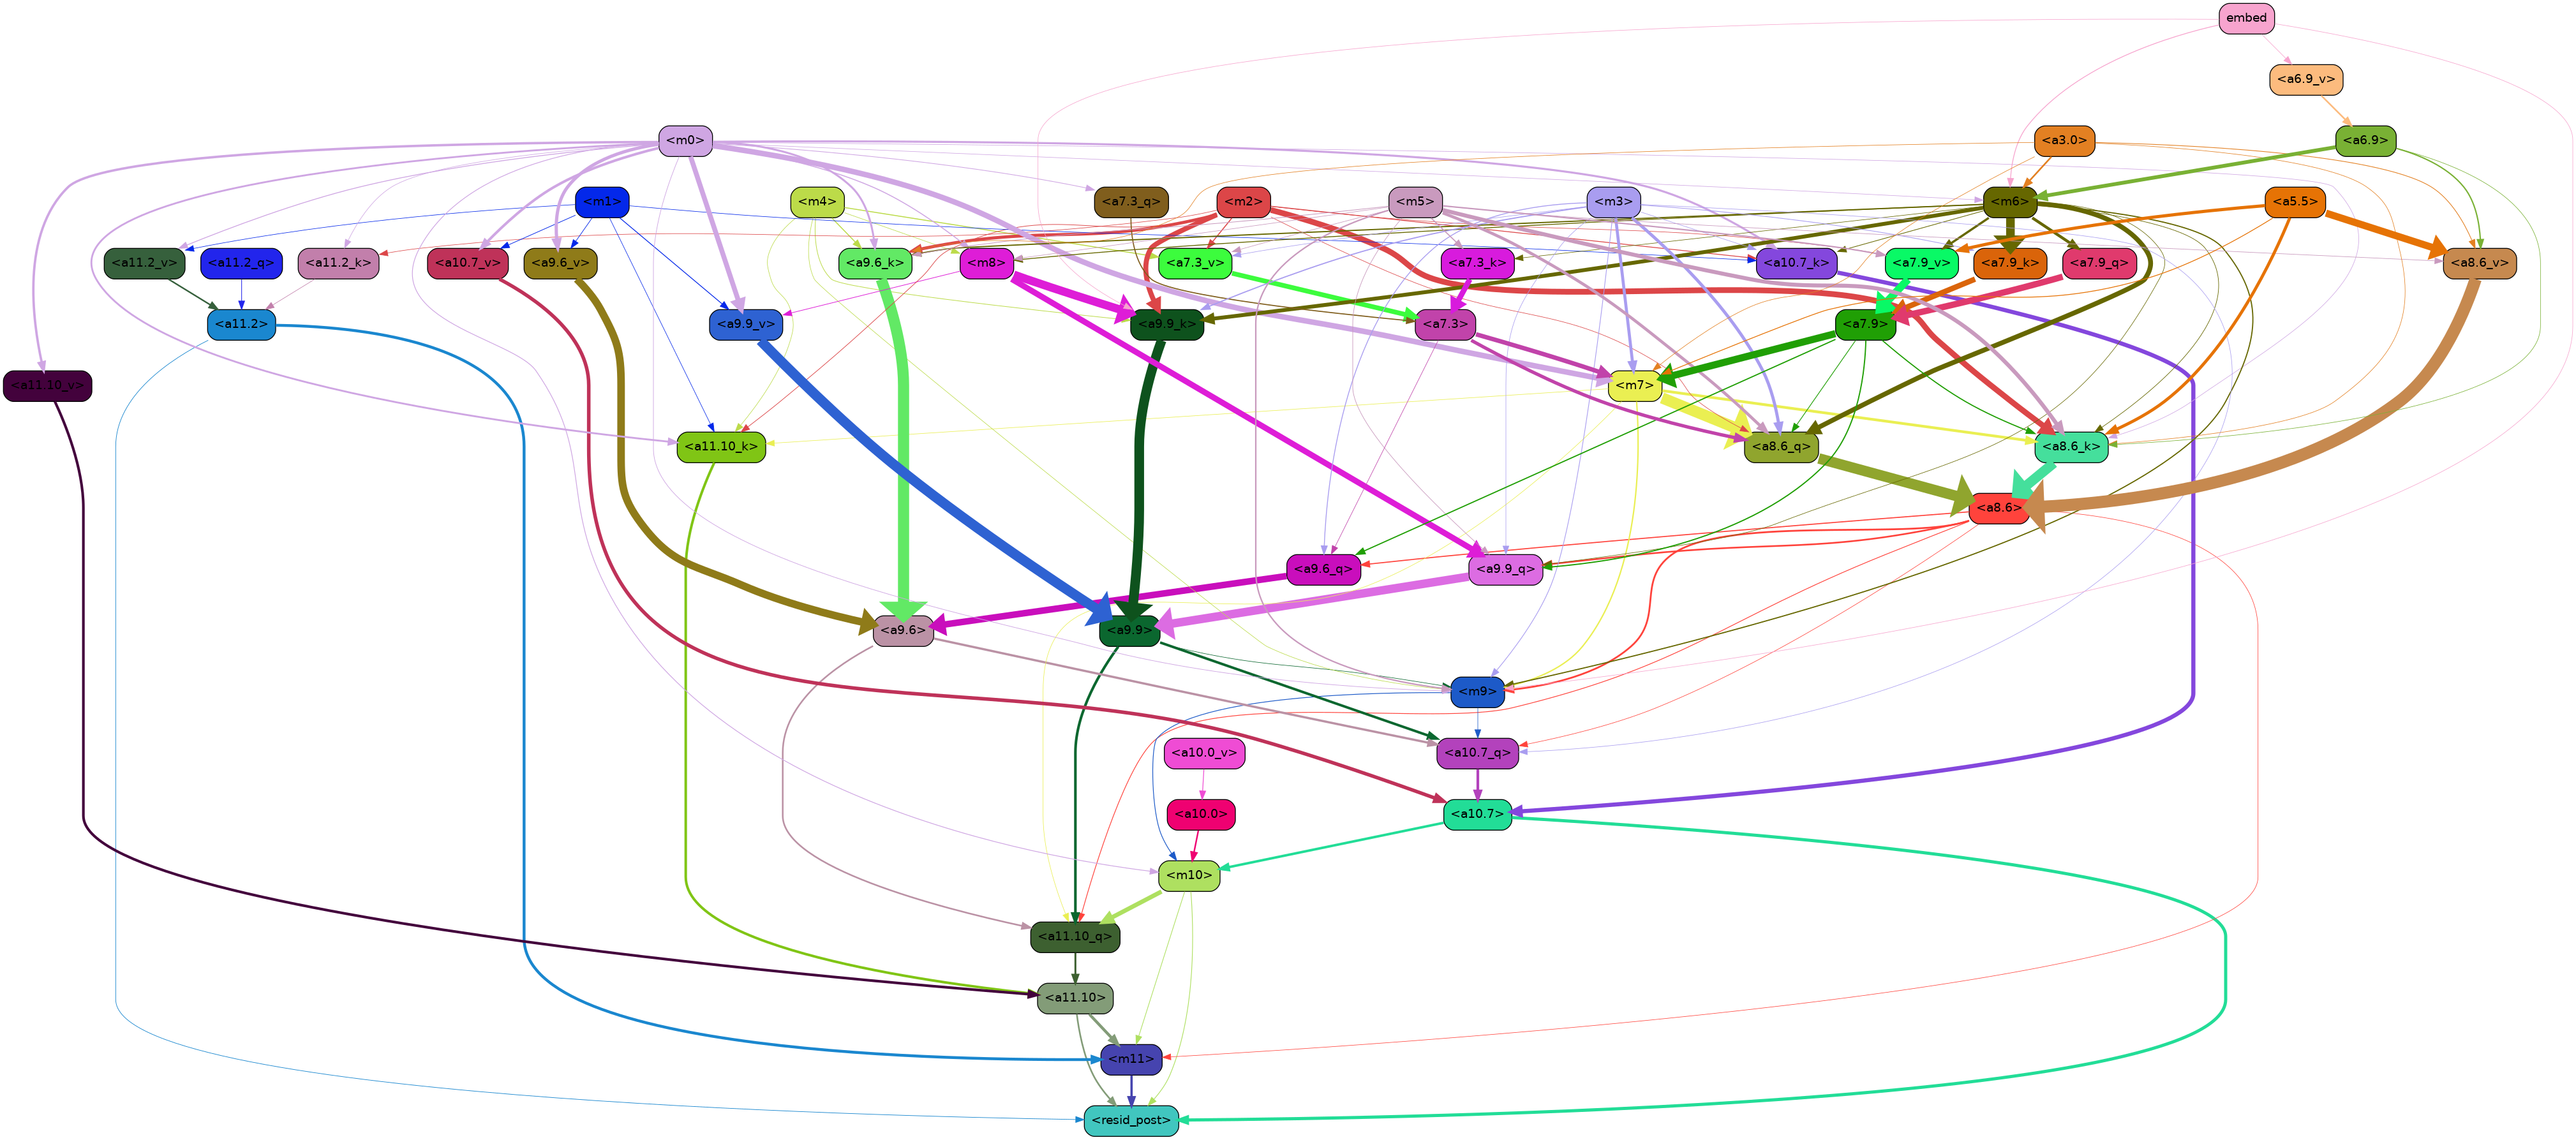 embed
<a6.9_v>
<m0>
<a3.0>
<a6.9>
<m1>
<m4>
<a7.3_q>
<m2>
<m5>
<m3>
<m6>
<a5.5>
<a11.2_v>
<a11.2_q>
<a11.2_k>
<a10.7_v>
<a9.6_v>
<a9.6_k>
<m8>
<a7.3_v>
<a7.3_k>
<a10.7_k>
<a7.9_v>
<a7.9_k>
<a7.9_q>
<a8.6_v>
<a11.2>
<a9.9_v>
<a9.9_k>
<a7.3>
<a7.9>
<a11.10_v>
<m7>
<a11.10_k>
<a8.6_q>
<a8.6_k>
<a8.6>
<a9.6_q>
<a9.9_q>
<a9.6>
<a9.9>
<m9>
<a10.0_v>
<a10.7_q>
<a10.0>
<a10.7>
<m10>
<a11.10_q>
<a11.10>
<m11>
<resid_post>